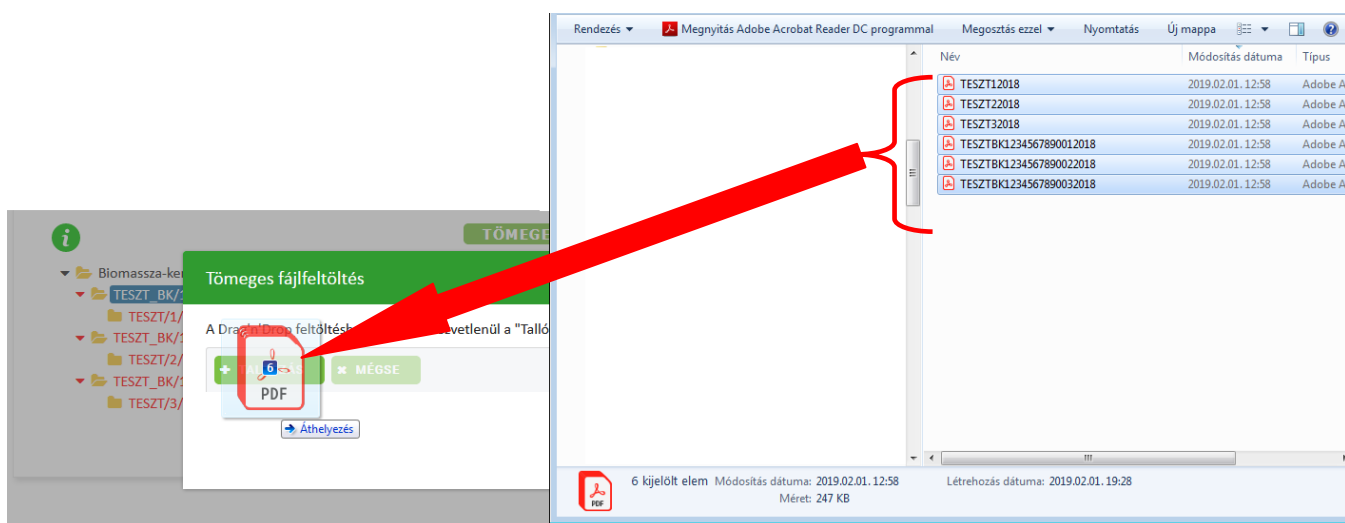 Rendezés Megnyitás Adobe Acrobat Reader DC programmal Megosztás ezzel Nyomtatás Új mappa
Név Módosítás dátuma Típus
TESZT12018 2019.02.01. 12:58 Adobe A
TESZT22018 2019.02.01. 12:58 Adobe A
TESZT32018 2019.02.01. 12:58 Adobe A
TESZTBK1234567890012018 2019.02.01. 12:58 Adobe A
TESZTBK1234567890022018 2019.02.01. 12:58 Adobe A
TESZTBK1234567890032018 2019.02.01. 12:58 Adobe A
6 kijelölt elem Módosítás dátuma: 2019.02.01. 12:58 Létrehozás dátuma: 2019.02.01. 19:28
Méret: 247 KB
PDF
i
TÖMEGE
Biomassza-ke
TESZT_BK/1
TESZT/1/
TESZT_BK/1
TESZT/2/
TESZT_BK/1
TESZT/3/
Tömeges fájlfeltöltés
A Drag'n'Drop feltöltésh vetlenül a "Talló
MÉGSE
6
PDF
Áthelyezés